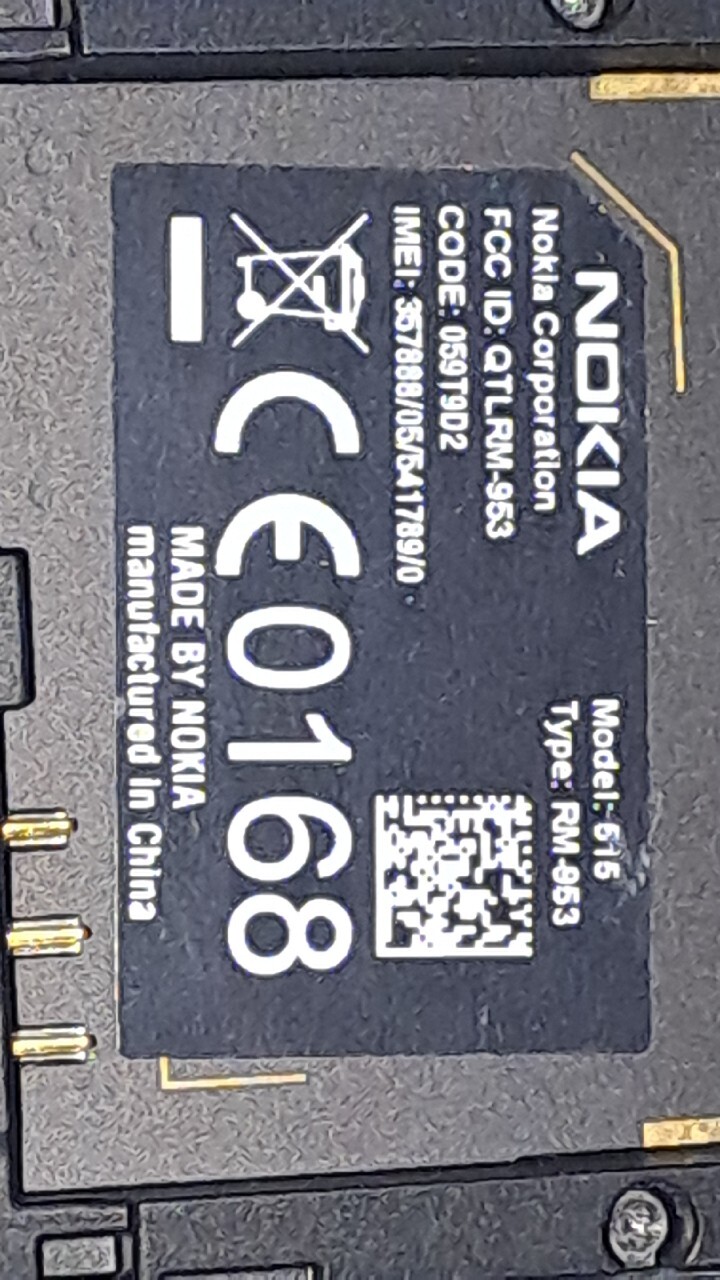 NOKIA
Model: 515
Type: RM-953
Nokia Corporation
FCC ID: QTLRM-953
CODE: 059T9D2
IMEI: 357888/05/541789/0
CE0168
MADE BY NOKIA
manufactured in China